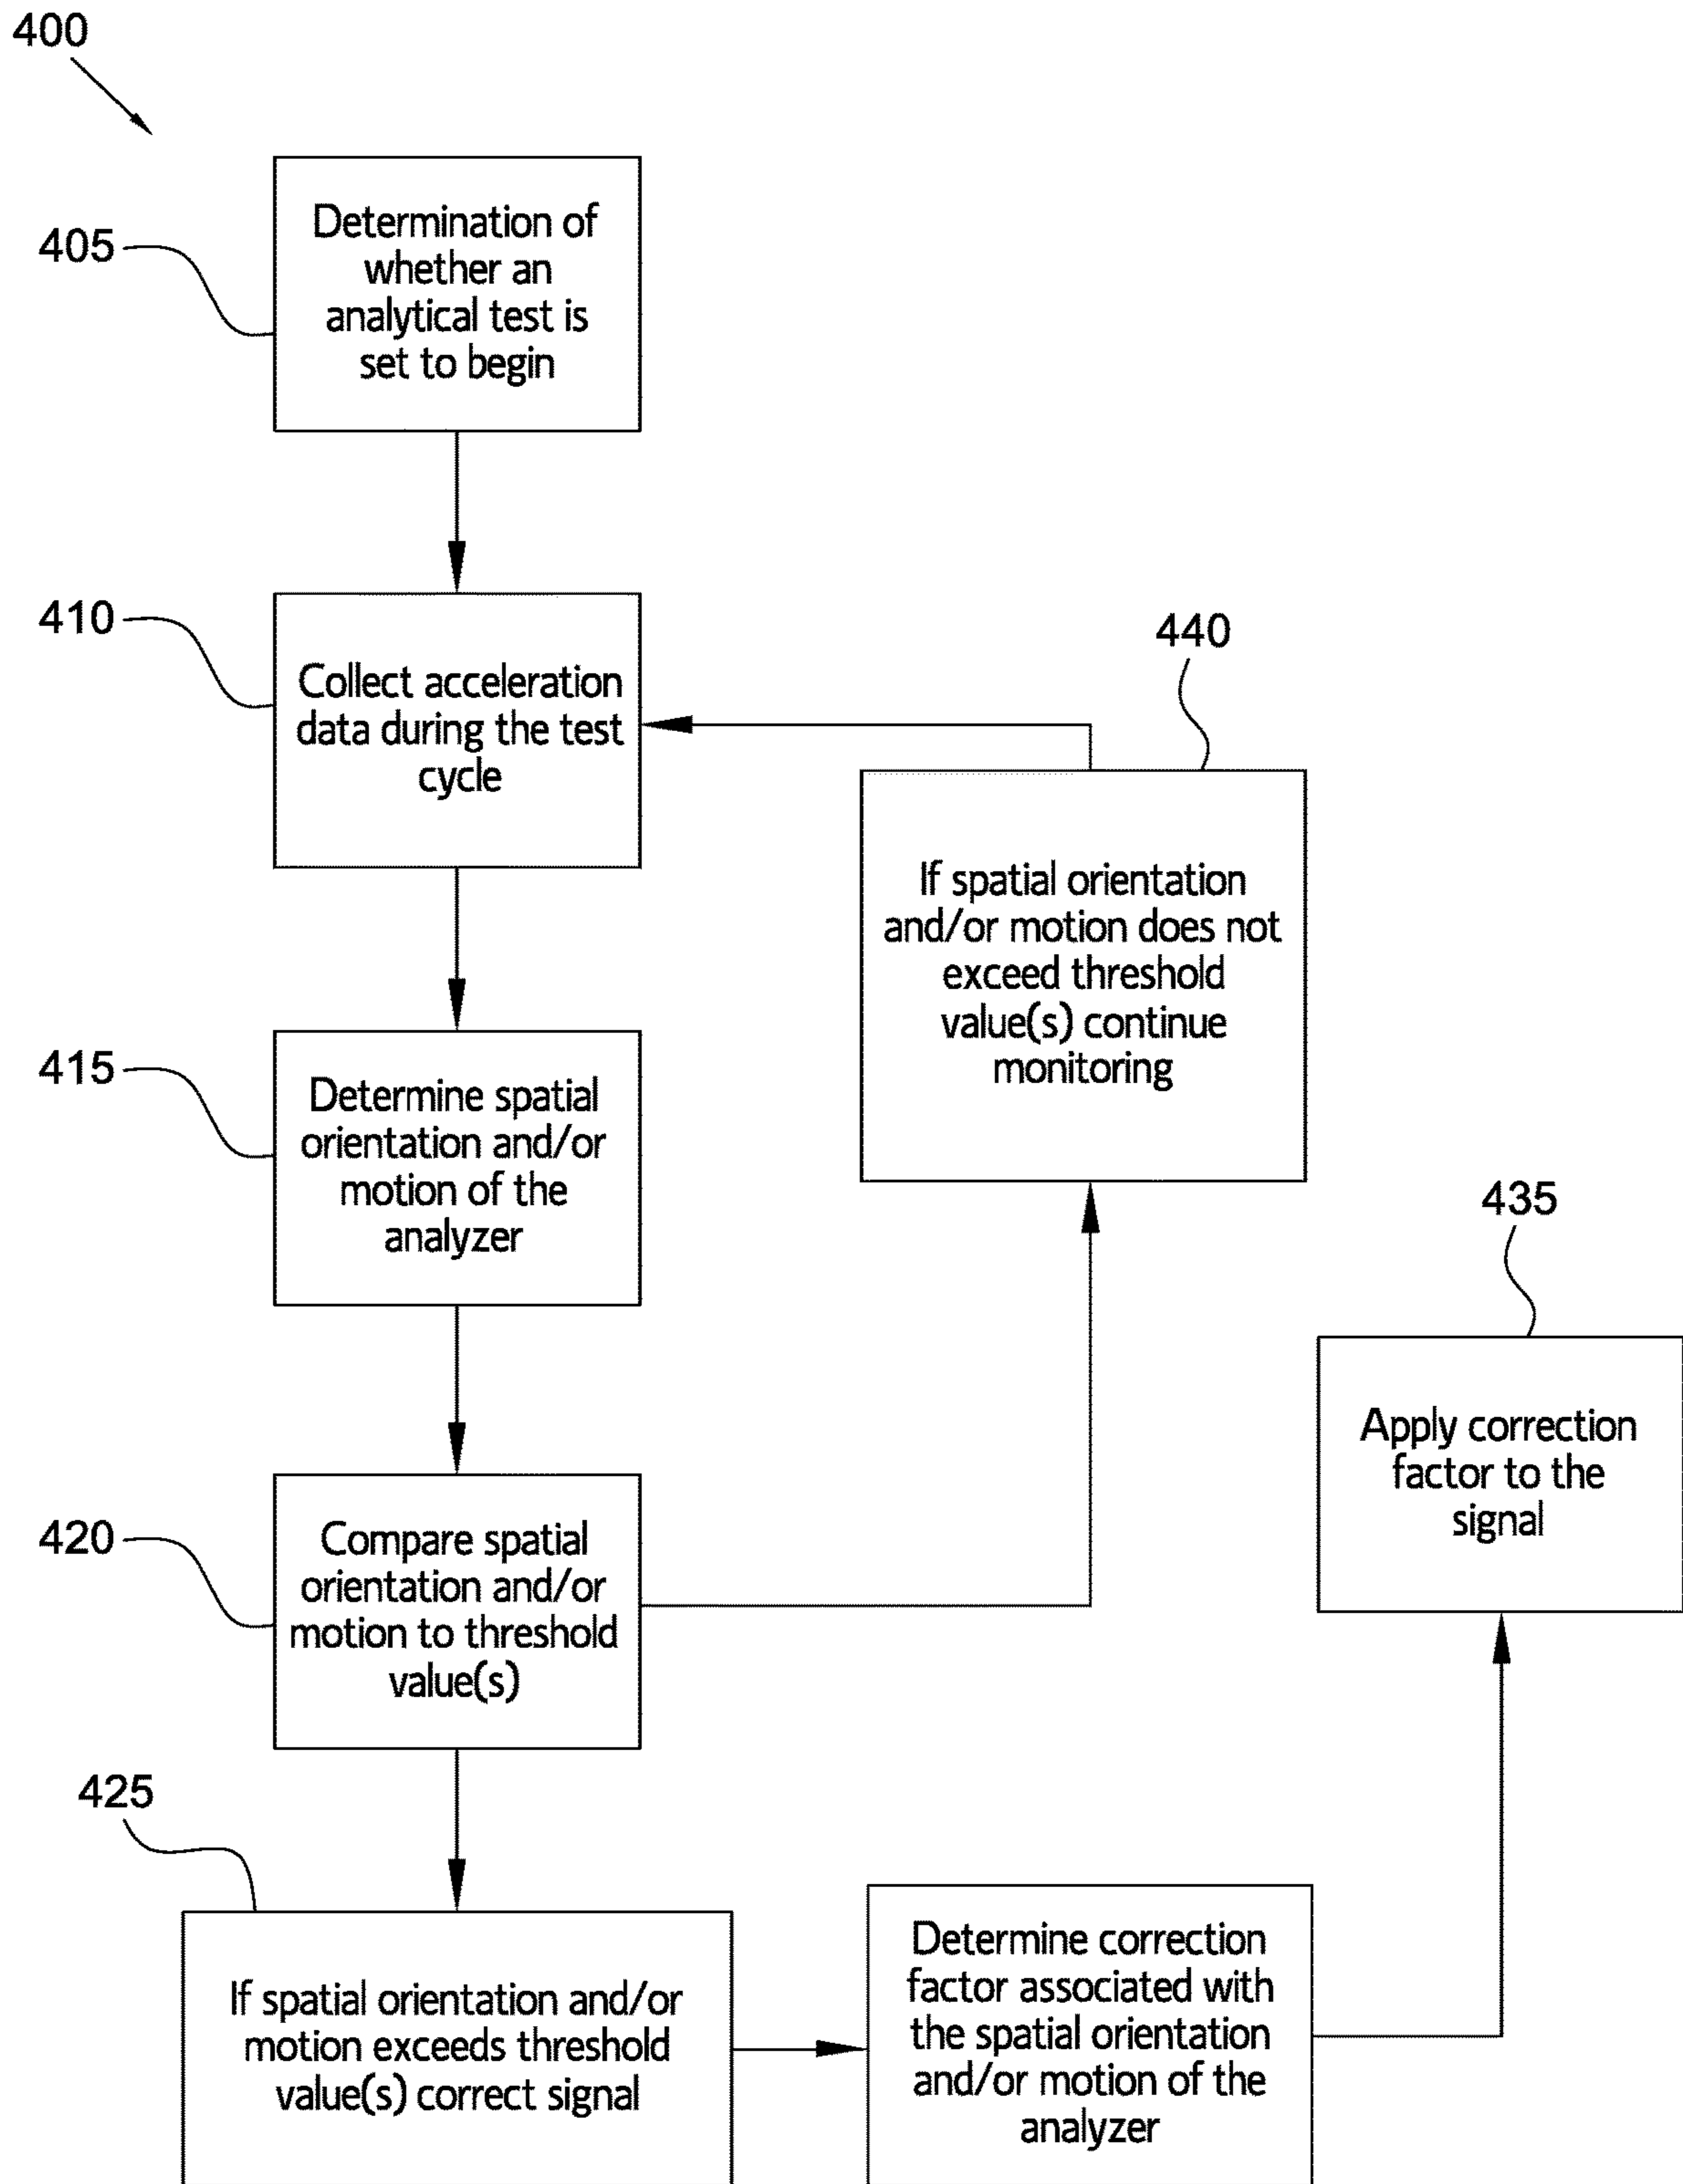 400
405
Determination of
whether an
analytical test is
set to begin
410
Collect acceleration
data during the test
cycle
440
If spatial orientation
and/or motion does not
exceed threshold
value(s) continue
monitoring
415
Determine spatial
orientation and/or
motion of the
analyzer
435
Apply correction
factor to the
signal
420
Compare spatial
orientation and/or
motion to threshold
value(s)
425
If spatial orientation and/or
motion exceeds threshold
value(s) correct signal
Determine correction
factor associated with
the spatial orientation
and/or motion of the
analyzer